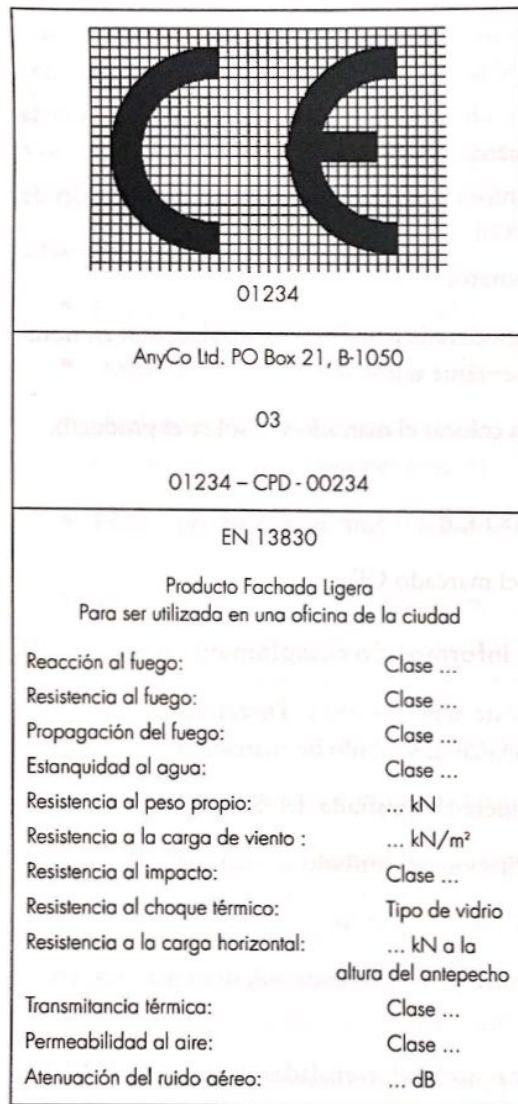 CE
01234
AnyCo Ltd. PO Box 21, B-1050
03
01234 – CPD - 00234
EN 13830
Producto Fachada Ligera
Para ser utilizada en una oficina de la ciudad
Reacción al fuego: Clase ...
Resistencia al fuego: Clase ...
Propagación del fuego: Clase ...
Estanquidad al agua: Clase ...
Resistencia al peso propio: ... kN
Resistencia a la carga de viento : ... kN/m²
Resistencia al impacto: Clase ...
Resistencia al choque térmico: Tipo de vidrio
Resistencia a la carga horizontal: ... kN a la
altura del antepecho
Transmitancia térmica: Clase ...
Permeabilidad al aire: Clase ...
Atenuación del ruido aéreo: ... dB